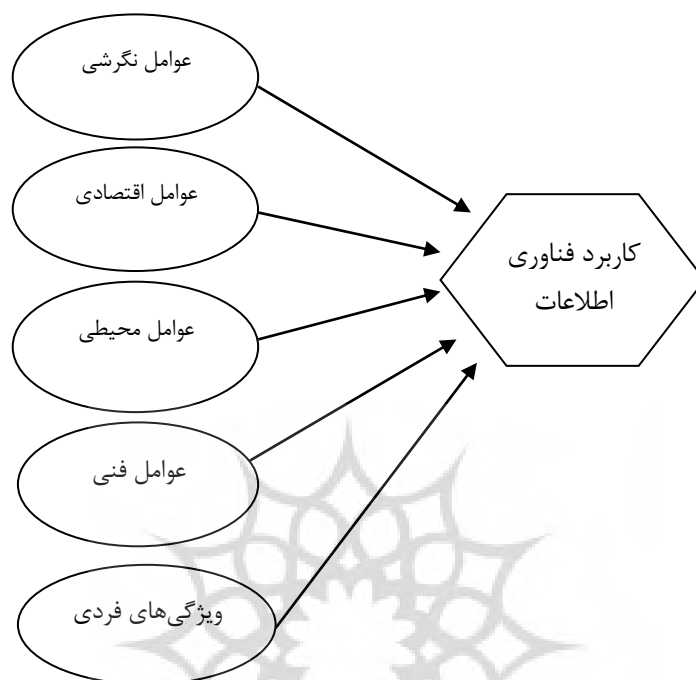 عوامل نگرشی
عوامل اقتصادی
کاربرد فناوری
اطلاعات
عوامل محیطی
عوامل فنی
ویژگی‌های فردی